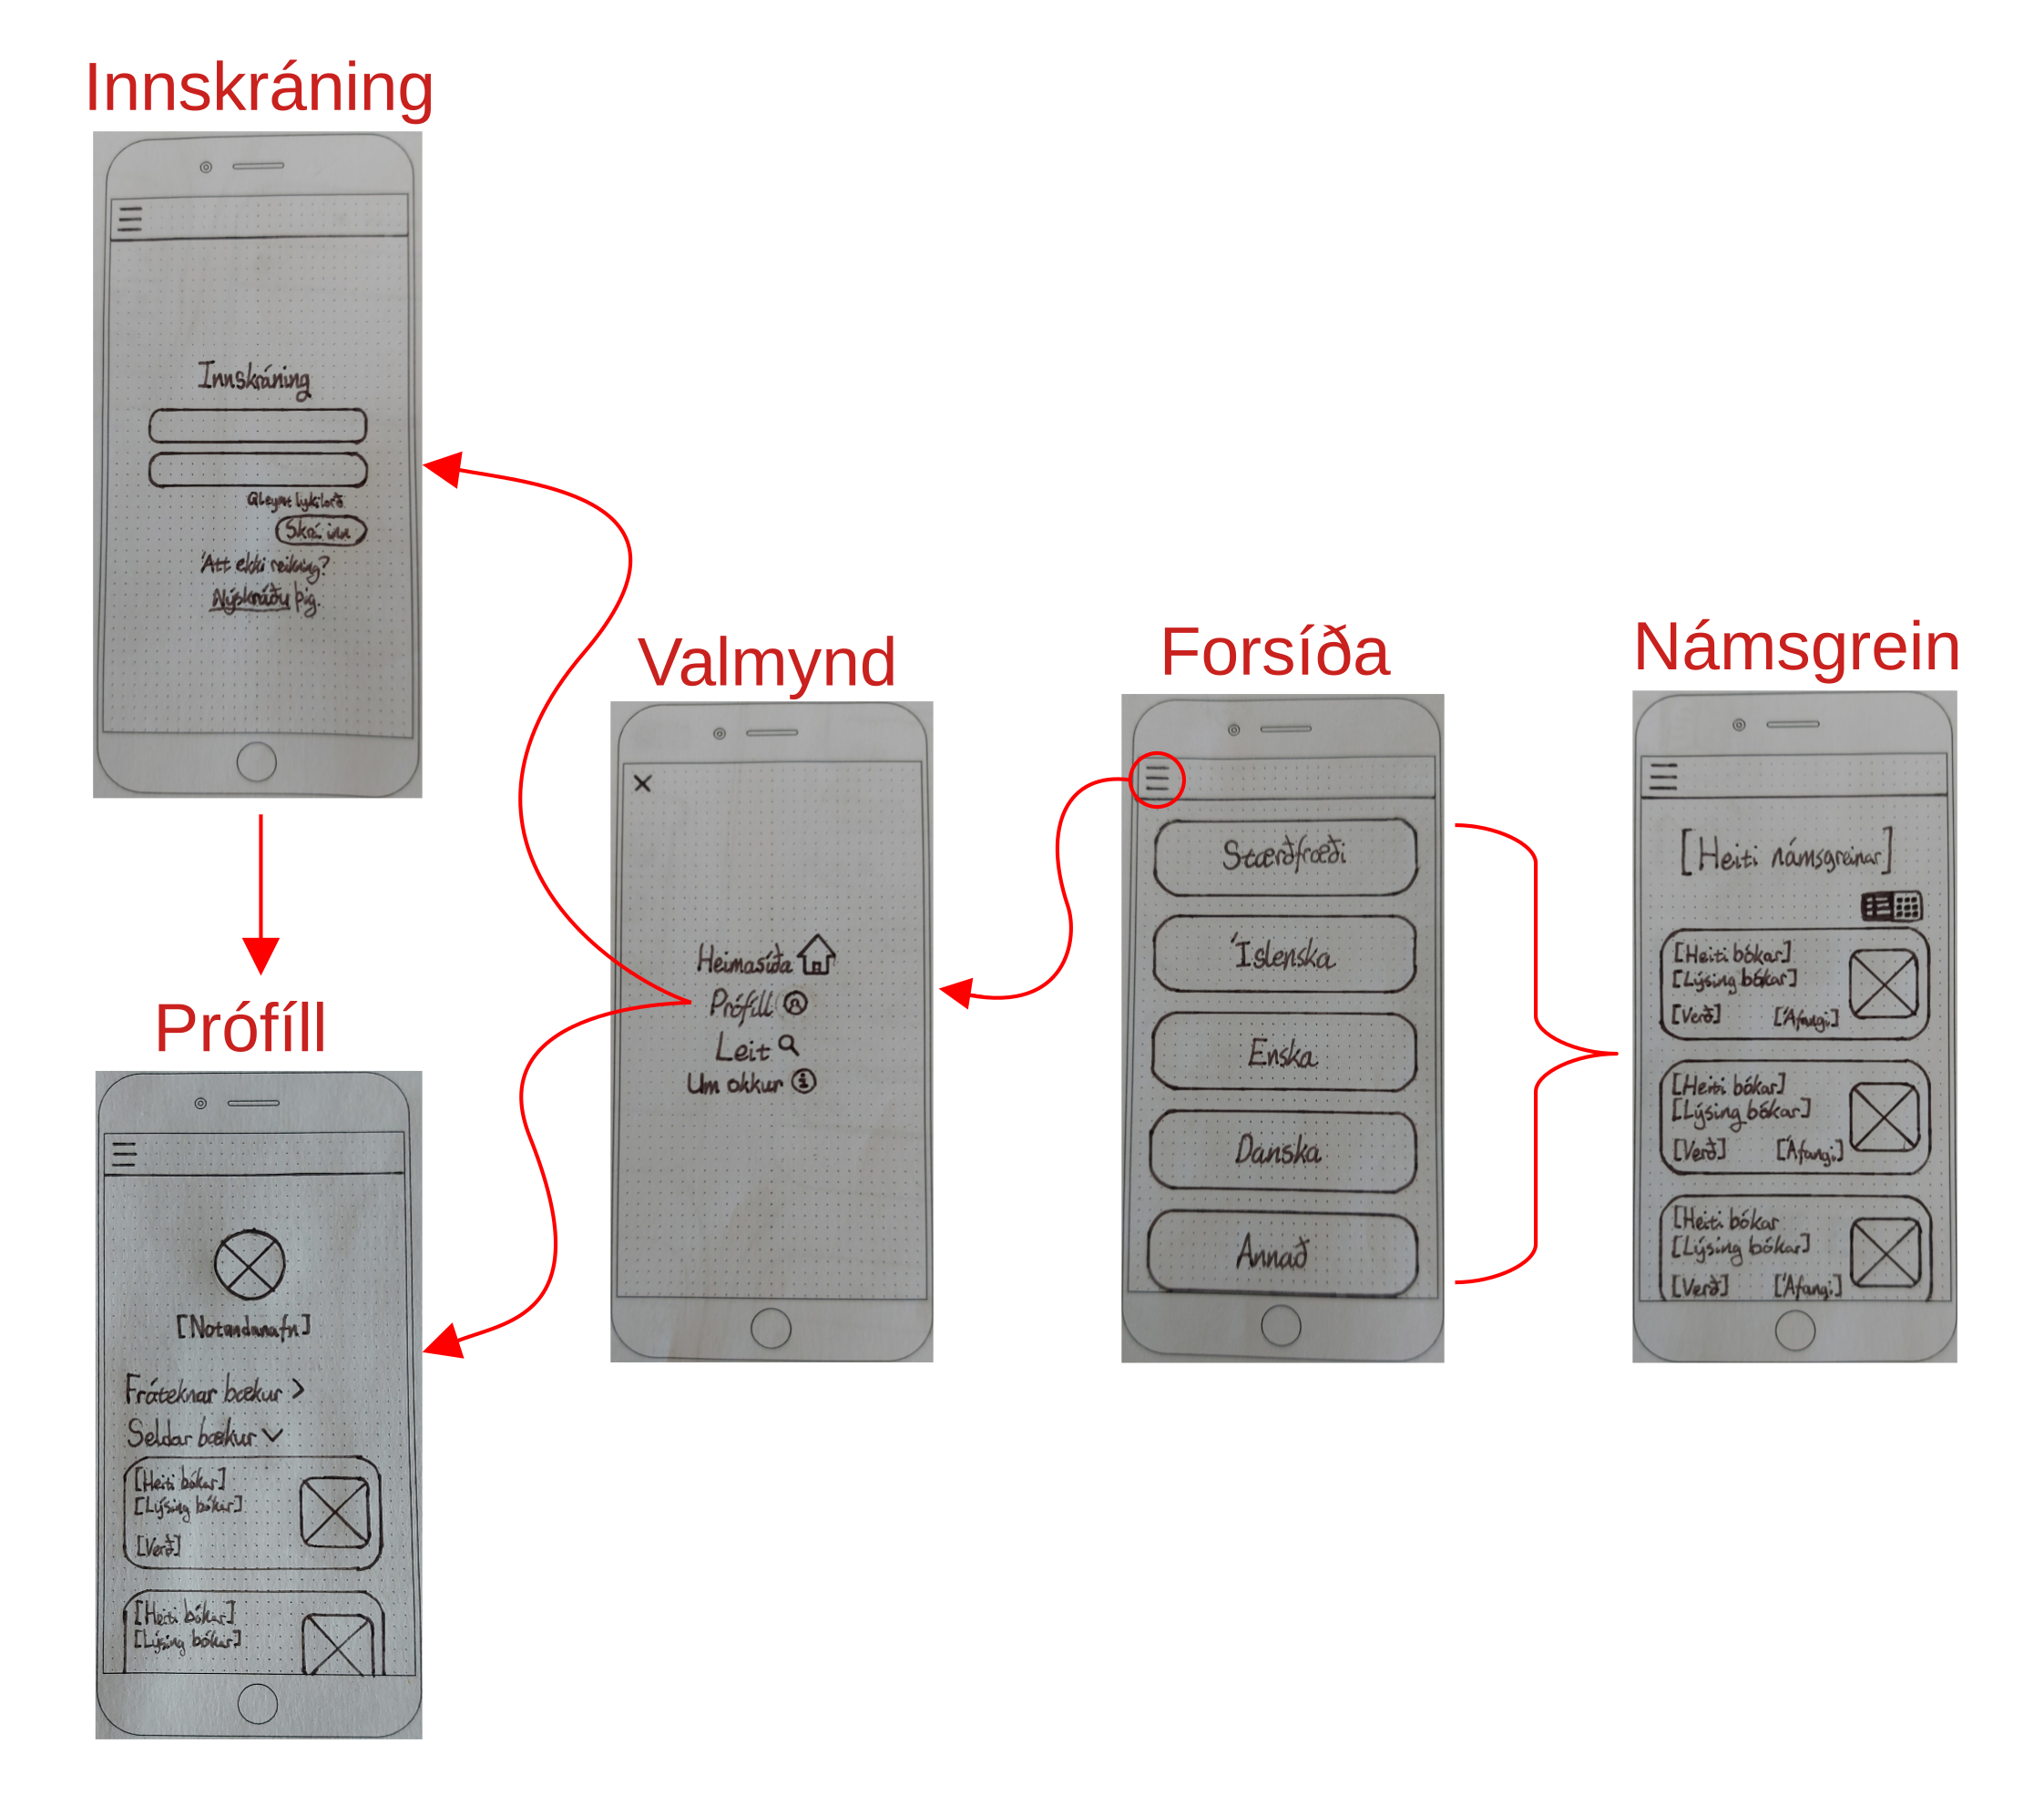 Innskráning
Innskráning
Gleymt lykilorð
Skrá inn
Átt ekki reikning?
Nýskráðu þig.
Prófíll
[Notandanafn]
Fráteknar bækur >
Seldar bækur
[Heiti bókar]
[Lýsing bókar]
[Verð]
[Heiti bókar]
[Lýsing bókar]
Valmynd
Heimasíða
Prófíll
Leit
Um okkur
Forsíða
Stærðfræði
Íslenska
Enska
Danska
Annað
Námsgrein
[Heiti námsgreinar]
[Heiti bókar]
[Lýsing bókar]
[Verð] [Áfangi]
[Heiti bókar]
[Lýsing bókar]
[Verð] [Áfangi]
[Heiti bókar
[Lýsing bókar]
[Verð] [Áfangi]